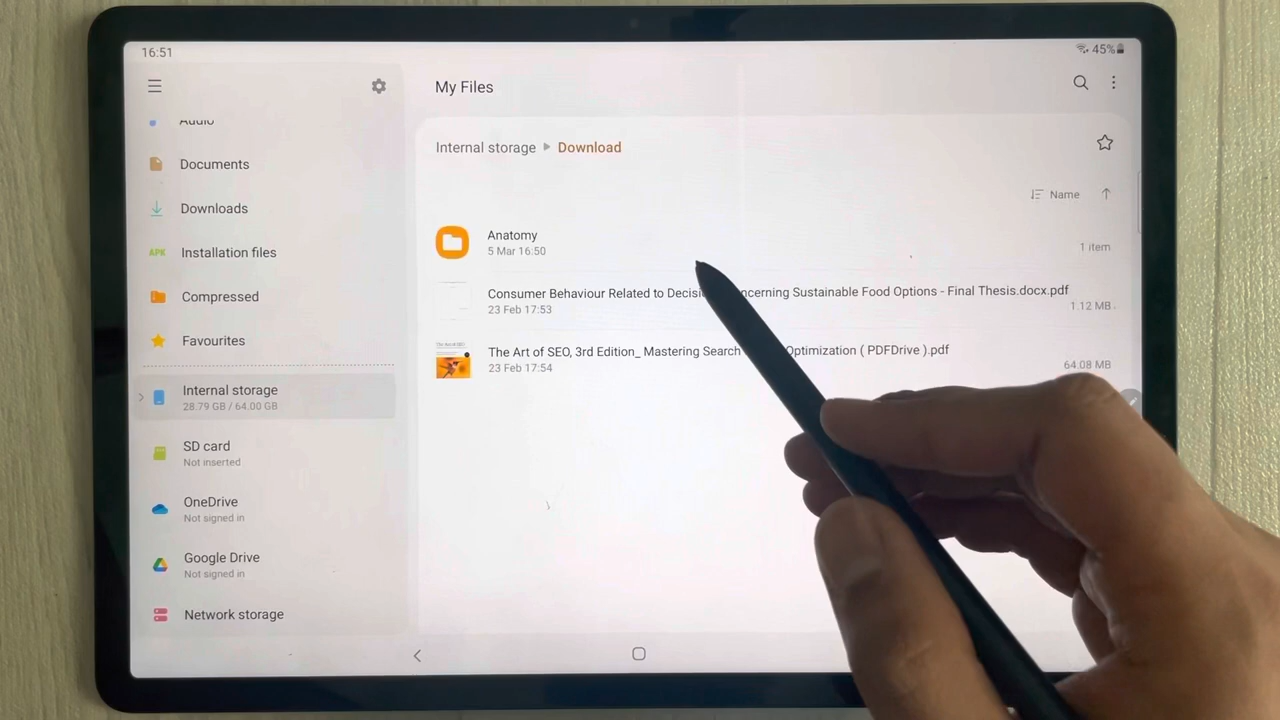 16:51
45%
My Files
Audio
Documents
Downloads
APK Installation files
Compressed
Favourites
Internal storage
28.79 GB / 64.00 GB
SD card
Not inserted
OneDrive
Not signed in
Google Drive
Not signed in
Network storage
Internal storage Download
Name
Anatomy
5 Mar 16:50
1 item
Consumer Behaviour Related to ncerning Sustainable Food Options - Final Thesis.docx.pdf
23 Feb 17:53
1.12 MB
The Art of SEO, 3rd Edition_ Mastering Search Optimization ( PDFDrive ).pdf
23 Feb 17:54
64.08 MB